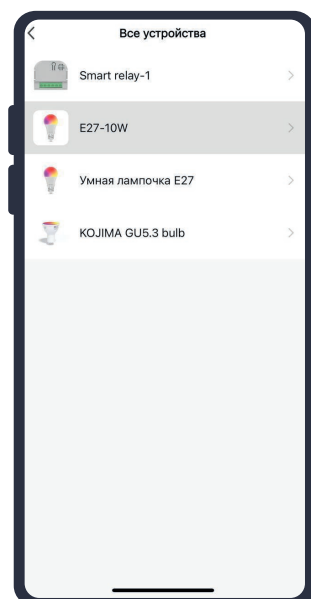 Все устройства
Smart relay-1
E27-10W
Умная лампочка E27
KOJIMA GU5.3 bulb